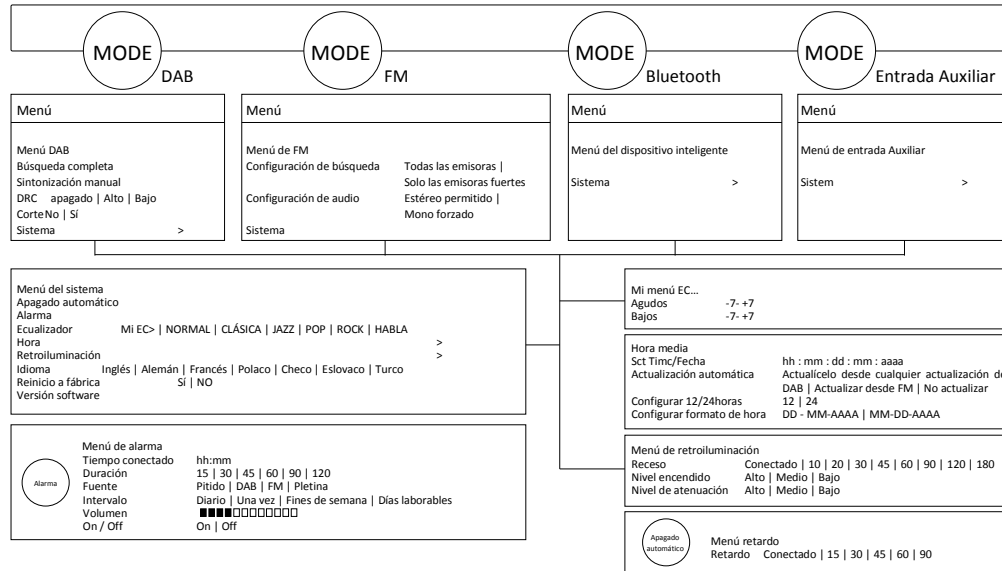 MODE
DAB
MODE
FM
MODE
Bluetooth
MODE
Entrada Auxiliar
Menú
Menú DAB
Búsqueda completa
Sintonización manual
DRC apagado | Alto | Bajo
Corte No | Sí
Sistema >
Menú
Menú de FM
Configuración de búsqueda Todas las emisoras |
Solo las emisoras fuertes
Configuración de audio Estéreo permitido |
Mono forzado
Sistema
Menú
Menú del dispositivo inteligente
Sistema >
Menú
Menú de entrada Auxiliar
Sistem >
Menú del sistema
Apagado automático
Alarma
Ecualizador Mi EC> | NORMAL | CLÁSICA | JAZZ | POP | ROCK | HABLA
Hora >
Retroiluminación >
Idioma Inglés | Alemán | Francés | Polaco | Checo | Eslovaco | Turco
Reinicio a fábrica Sí | NO
Versión software
Mi menú EC...
Agudos -7- +7
Bajos -7- +7
Hora media
Sct Timc/Fecha hh : mm : dd : mm : aaaa
Actualización automática Actualícelo desde cualquier actualización de
DAB | Actualizar desde FM | No actualizar
Configurar 12/24horas 12 | 24
Configurar formato de hora DD - MM-AAAA | MM-DD-AAAA
Alarma
Menú de alarma
Tiempo conectado hh:mm
Duración 15 | 30 | 45 | 60 | 90 | 120
Fuente Pitido | DAB | FM | Pletina
Intervalo Diario | Una vez | Fines de semana | Días laborables
Volumen
On / Off On | Off
Menú de retroiluminación
Receso Conectado | 10 | 20 | 30 | 45 | 60 | 90 | 120 | 180
Nivel encendido Alto | Medio | Bajo
Nivel de atenuación Alto | Medio | Bajo
Apagado
automático
Menú retardo
Retardo Conectado | 15 | 30 | 45 | 60 | 90